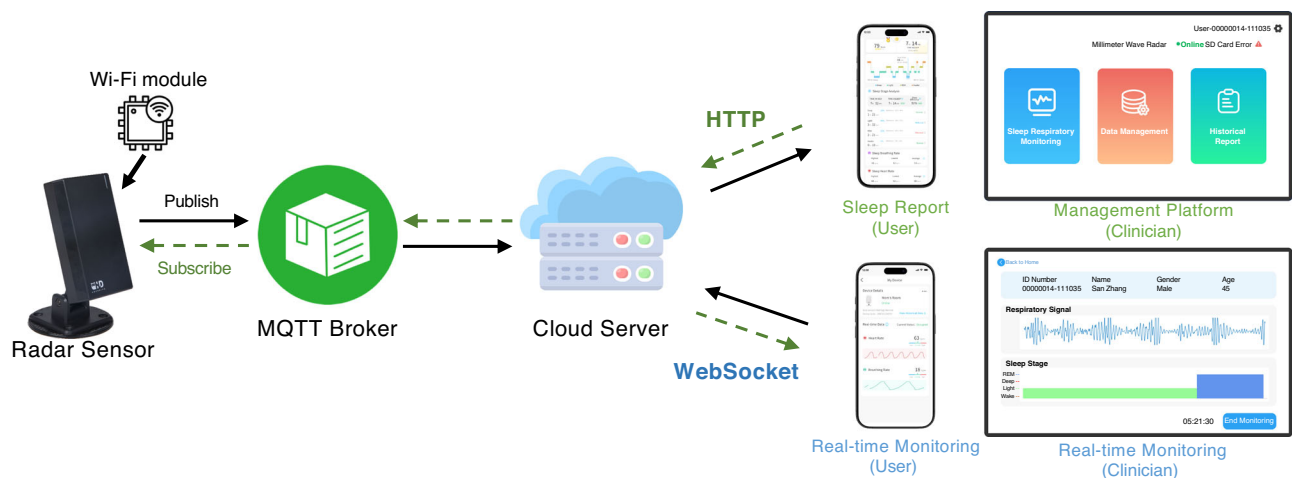 Wi-Fi module
Publish
Subscribe
Radar Sensor
MQTT Broker
Cloud Server
HTTP
WebSocket
Sleep Report
(User)
User-00000014-111035
Millimeter Wave Radar Online SD Card Error
Sleep Respiratory
Monitoring
Data Management
Historical
Report
Management Platform
(Clinician)
My Device
Real-time Monitoring
(User)
Back to Home
ID Number Name Gender Age
00000014-111035 San Zhang Male 45
Respiratory Signal
Sleep Stage
REM
Deep
Light
Wake
05:21:30 End Monitoring
Real-time Monitoring
(Clinician)